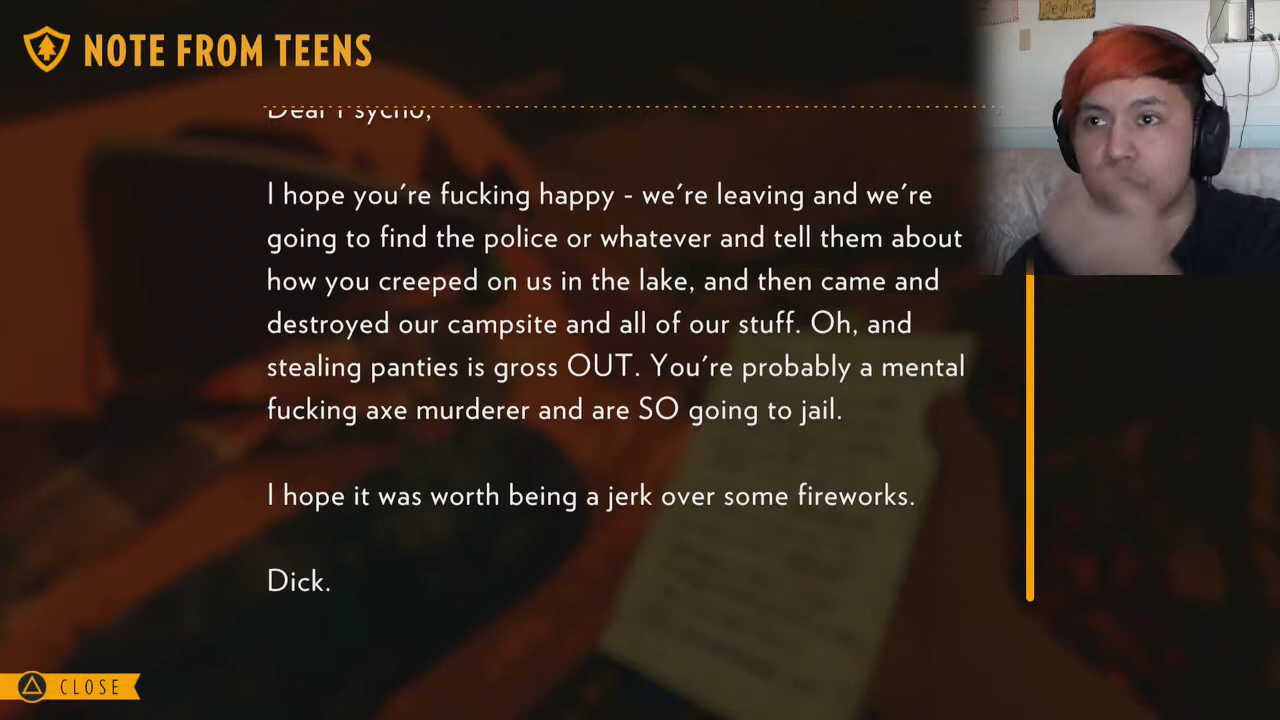 NOTE FROM TEENS
Dear Psycho,
I hope you're fucking happy - we're leaving and we're
going to find the police or whatever and tell them about
how you creeped on us in the lake, and then came and
destroyed our campsite and all of our stuff. Oh, and
stealing panties is gross OUT. You're probably a mental
fucking axe murderer and are SO going to jail.
I hope it was worth being a jerk over some fireworks.
Dick.
CLOSE